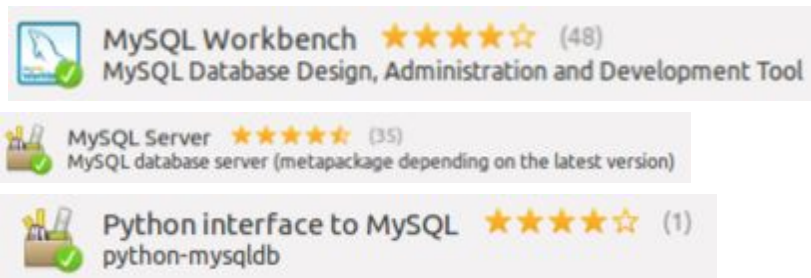 MySQL Workbench (48)
MySQL Database Design, Administration and Development Tool
MySQL Server (35)
MySQL database server (metapackage depending on the latest version)
Python interface to MySQL (1)
python-mysqldb